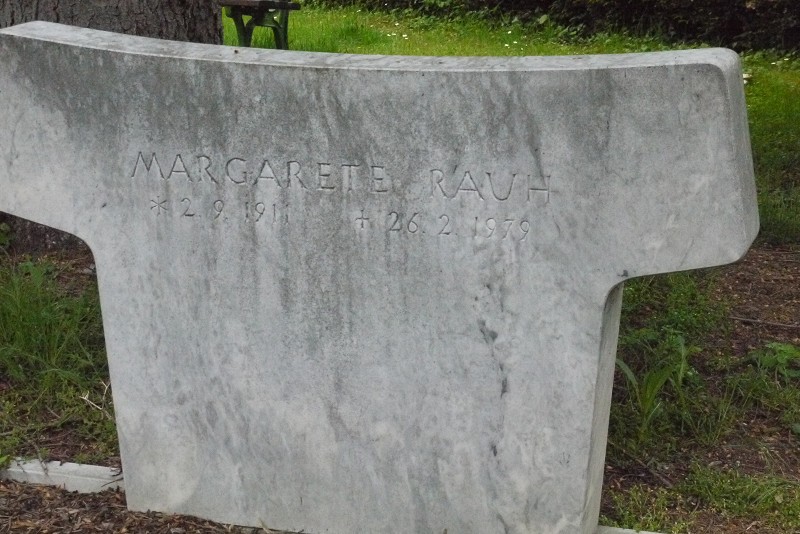 MARGARETE RAUH
* 2. 9. 1911 + 26. 2. 1979